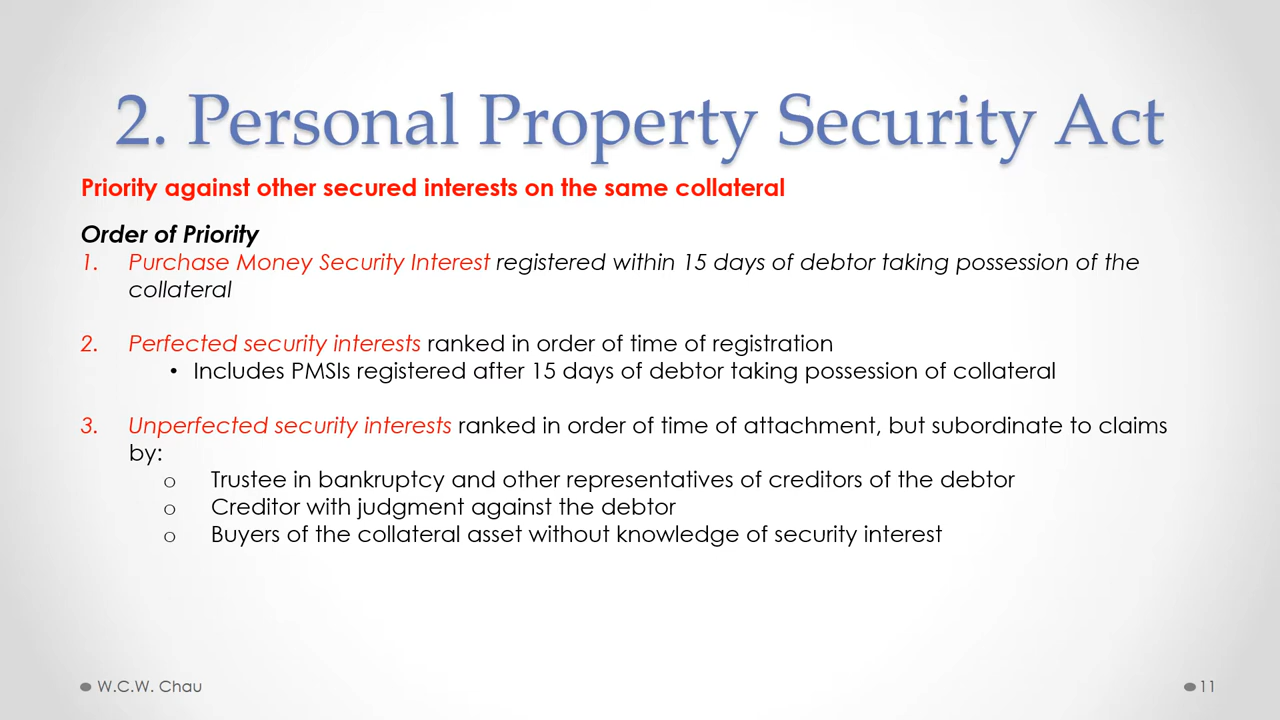 2. Personal Property Security Act
Priority against other secured interests on the same collateral
Order of Priority
1. Purchase Money Security Interest registered within 15 days of debtor taking possession of the
collateral
2. Perfected security interests ranked in order of time of registration
• Includes PMSIs registered after 15 days of debtor taking possession of collateral
3. Unperfected security interests ranked in order of time of attachment, but subordinate to claims
by:
o Trustee in bankruptcy and other representatives of creditors of the debtor
o Creditor with judgment against the debtor
o Buyers of the collateral asset without knowledge of security interest
● W.C.W. Chau
● 11